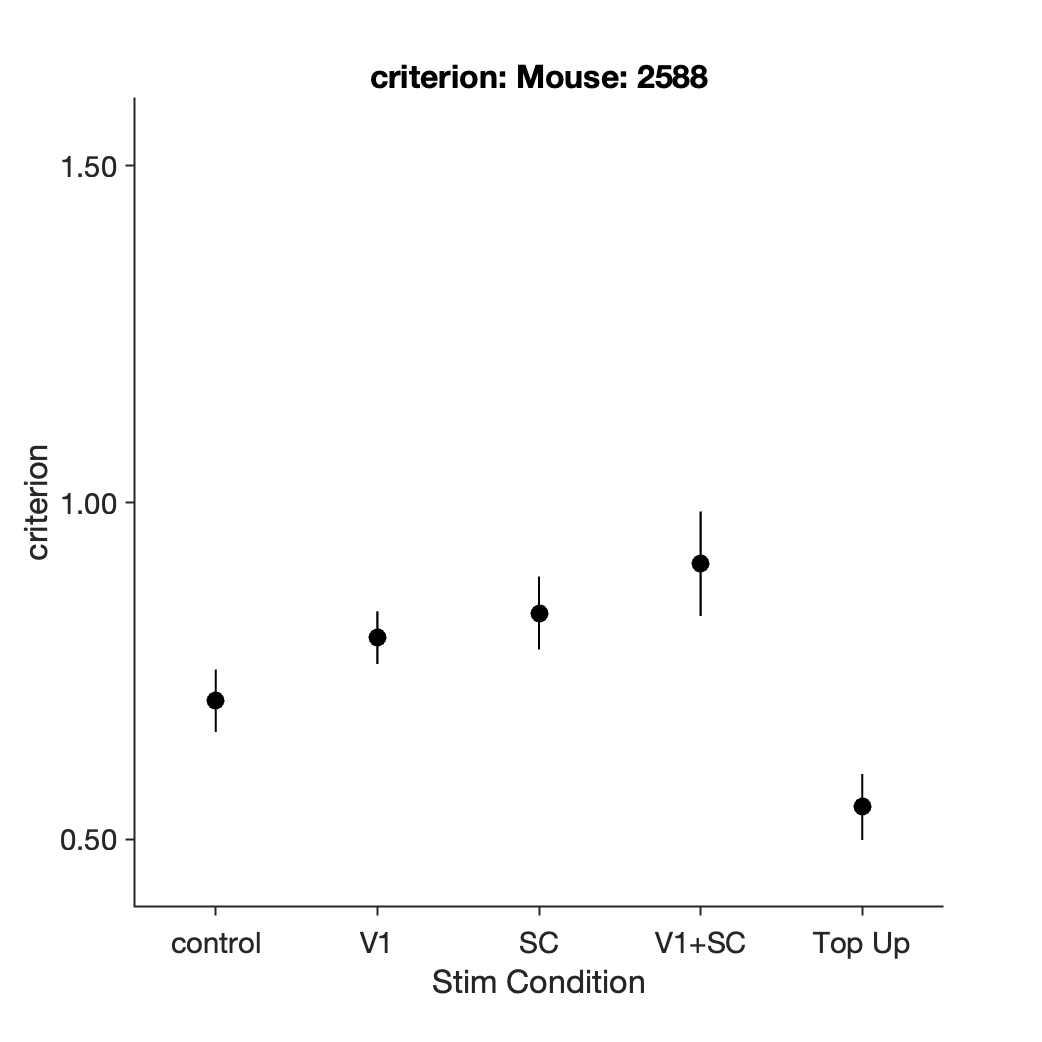 criterion: Mouse: 2588
1.50
1.00
0.50
criterion
control
V1
SC
V1+SC
Top Up
Stim Condition